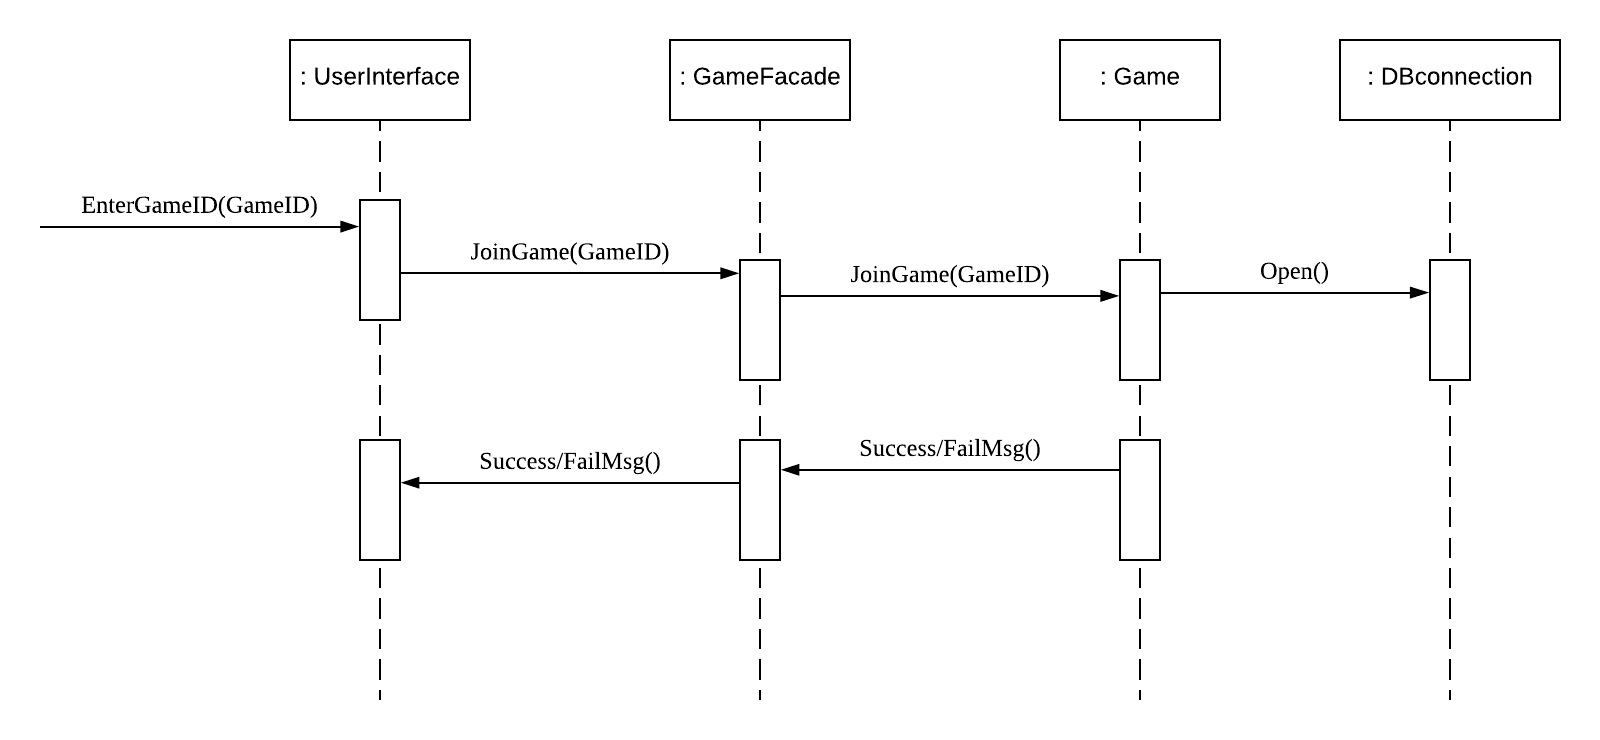 : UserInterface
: GameFacade
: Game
: DBconnection
EnterGameID(GameID)
JoinGame(GameID)
JoinGame(GameID)
Open()
Success/FailMsg()
Success/FailMsg()